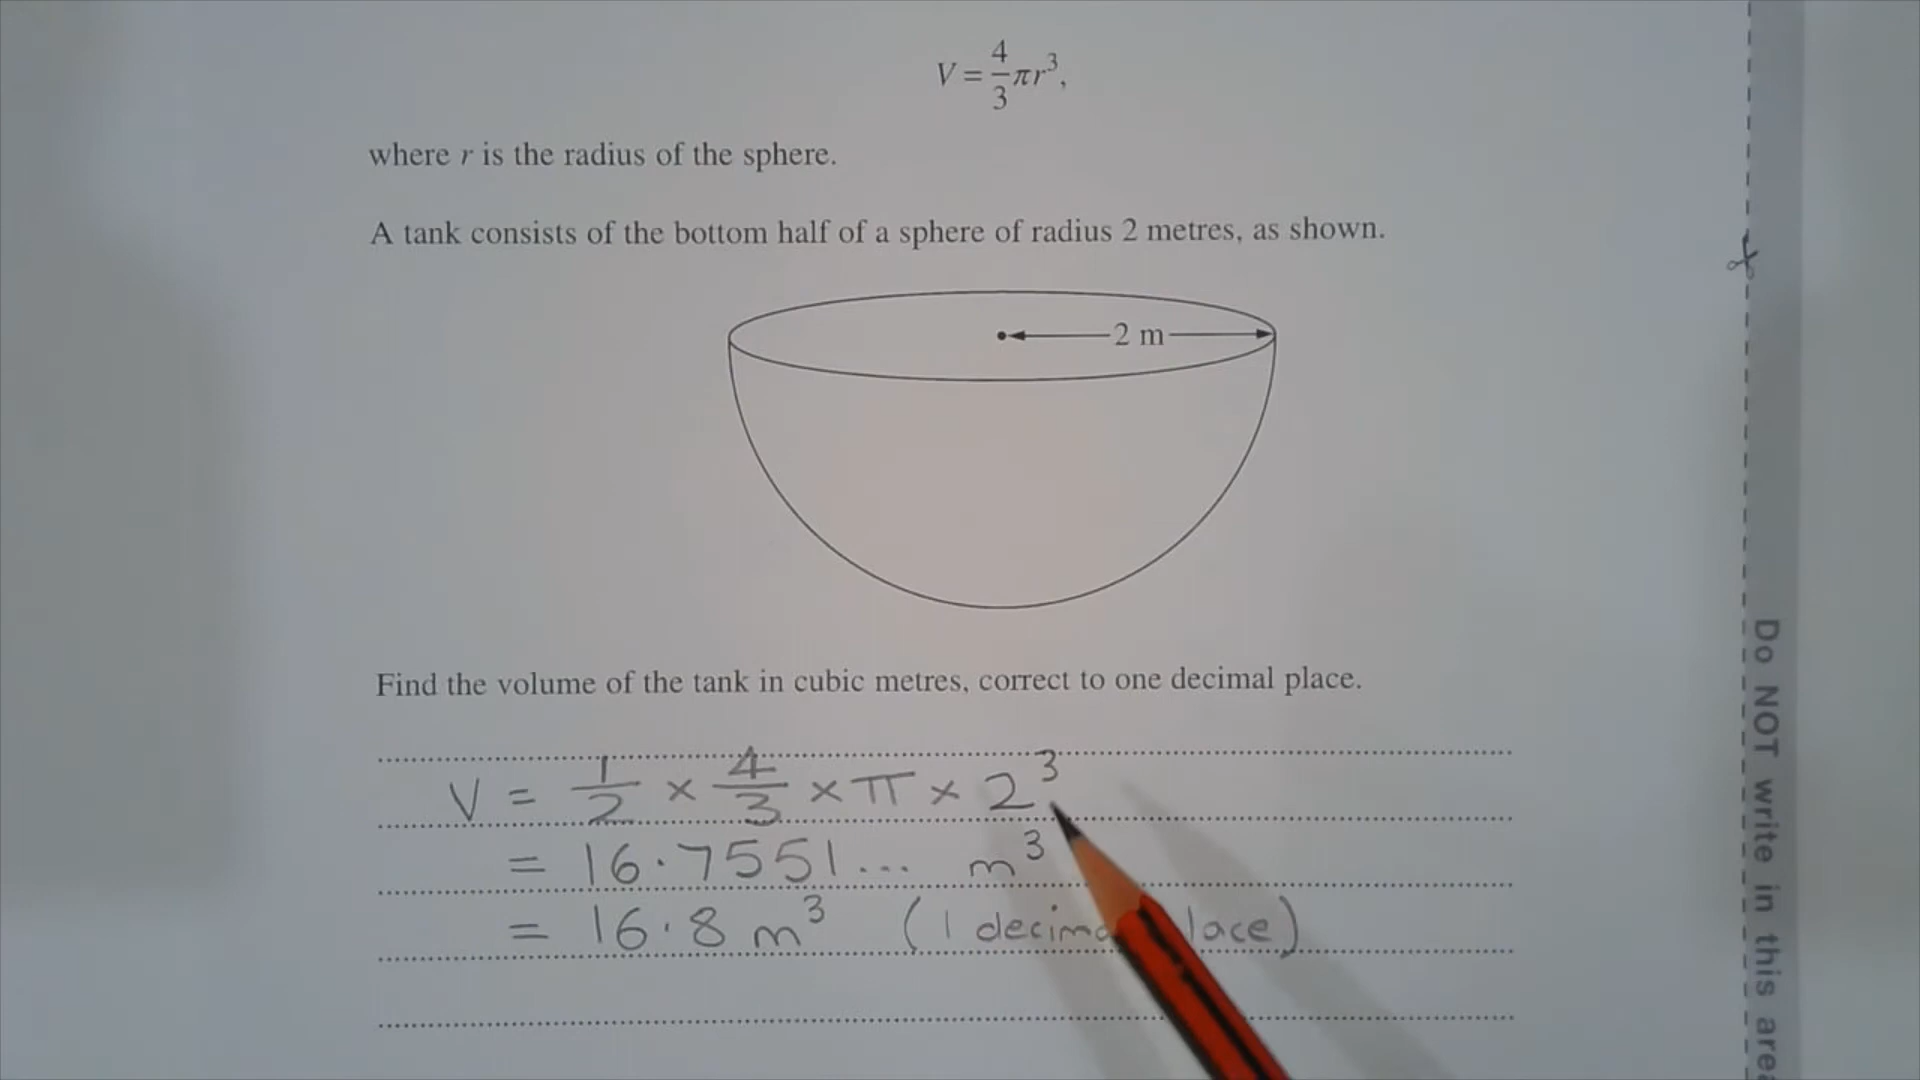 V = 4/3 πr³,
where r is the radius of the sphere.
A tank consists of the bottom half of a sphere of radius 2 metres, as shown.
2 m
Find the volume of the tank in cubic metres, correct to one decimal place.
V = 1/2 × 4/3 × π × 2³
= 16.7551... m³
= 16.8 m³ (1 decima lace)
Do NOT write in this area